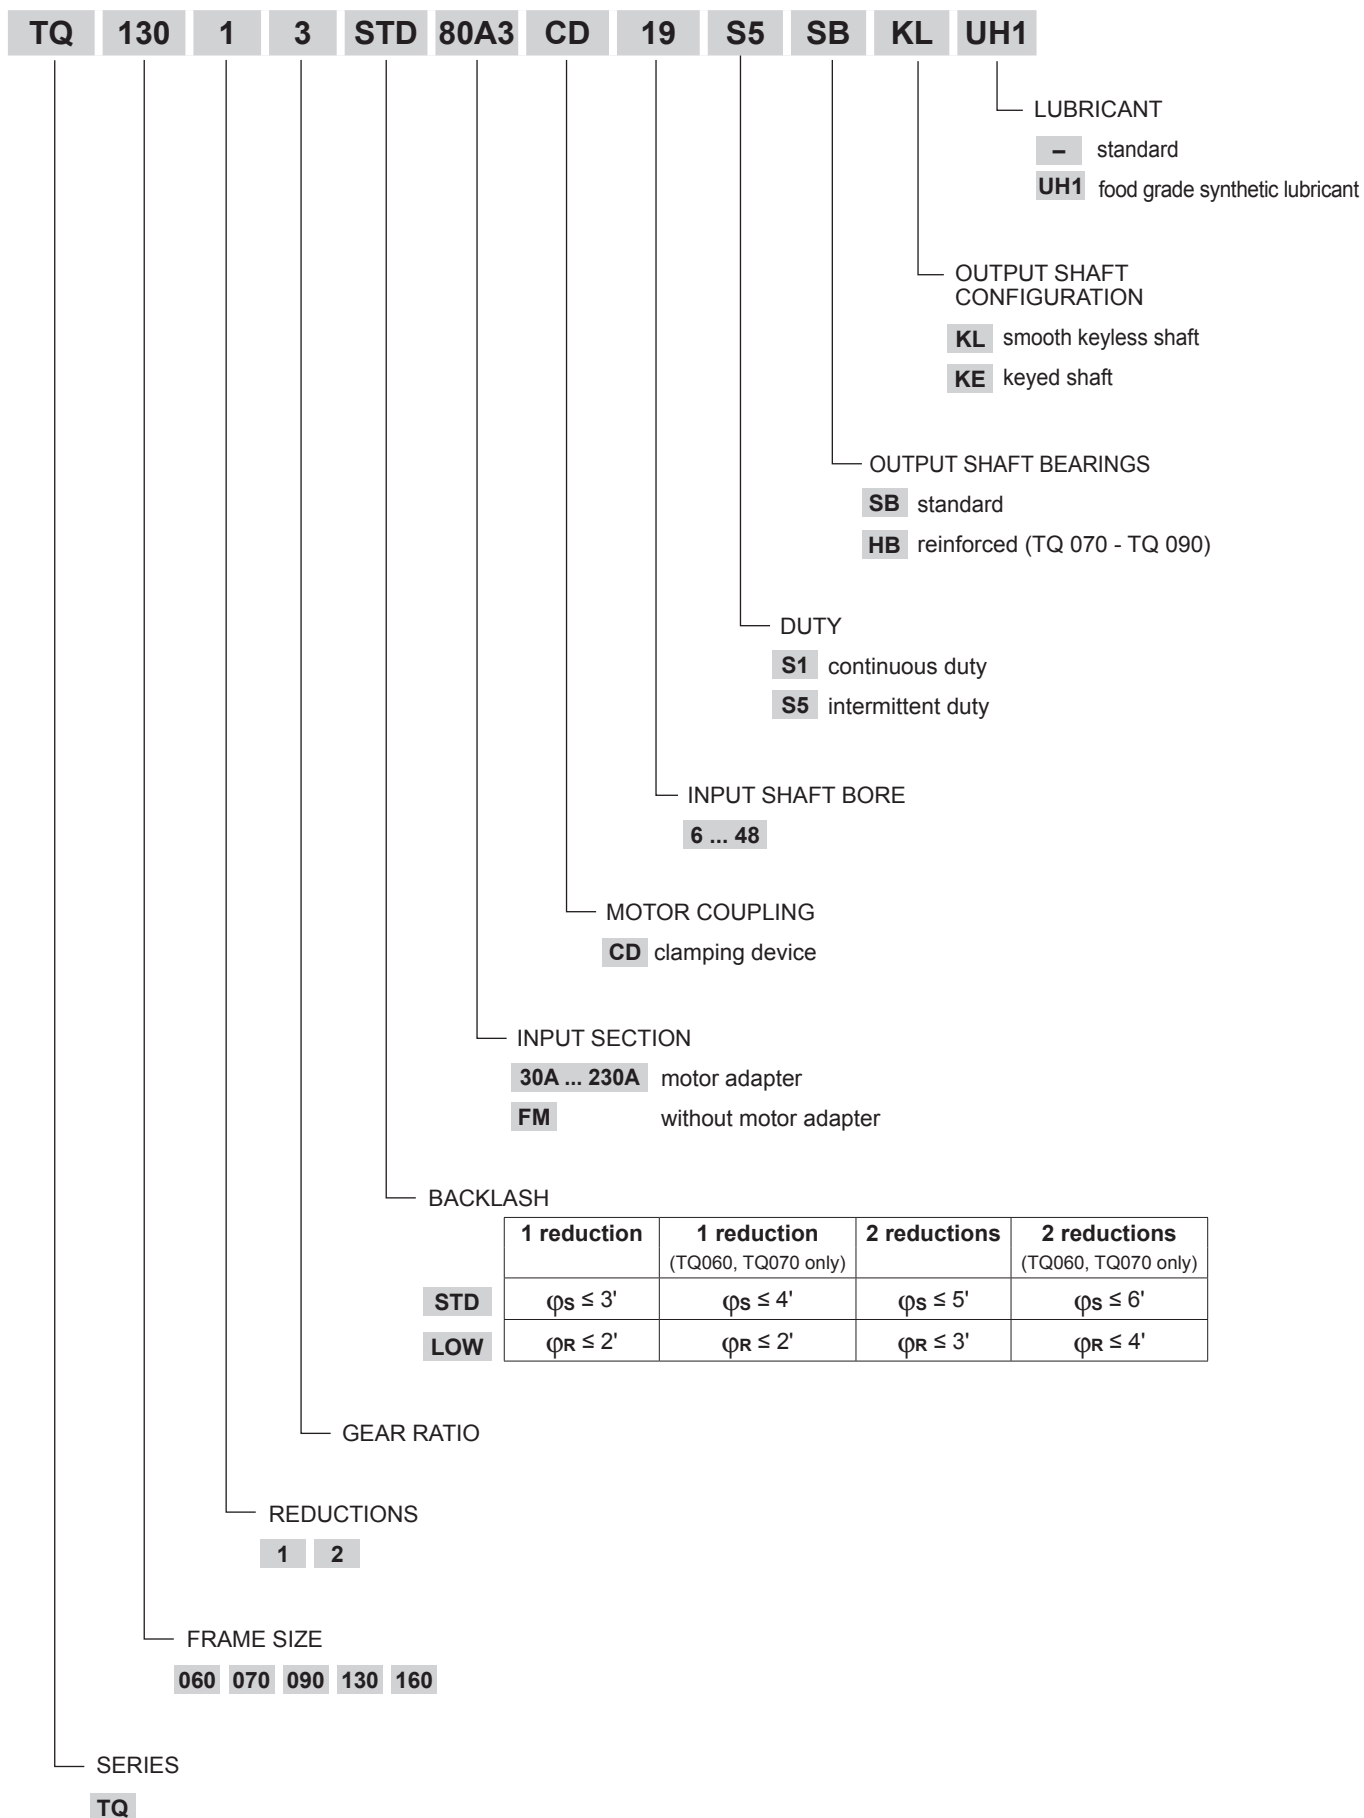 TQ 130 1 3 STD 80A3 CD 19 S5 SB KL UH1
LUBRICANT
– standard
UH1 food grade synthetic lubricant
OUTPUT SHAFT
CONFIGURATION
KL smooth keyless shaft
KE keyed shaft
OUTPUT SHAFT BEARINGS
SB standard
HB reinforced (TQ 070 - TQ 090)
DUTY
S1 continuous duty
S5 intermittent duty
INPUT SHAFT BORE
6 ... 48
MOTOR COUPLING
CD clamping device
INPUT SECTION
30A ... 230A motor adapter
FM without motor adapter
BACKLASH
1 reduction 1 reduction 2 reductions 2 reductions
(TQ060, TQ070 only) (TQ060, TQ070 only)
STD φS ≤ 3' φS ≤ 4' φS ≤ 5' φS ≤ 6'
LOW φR ≤ 2' φR ≤ 2' φR ≤ 3' φR ≤ 4'
GEAR RATIO
REDUCTIONS
1 2
FRAME SIZE
060 070 090 130 160
SERIES
TQ